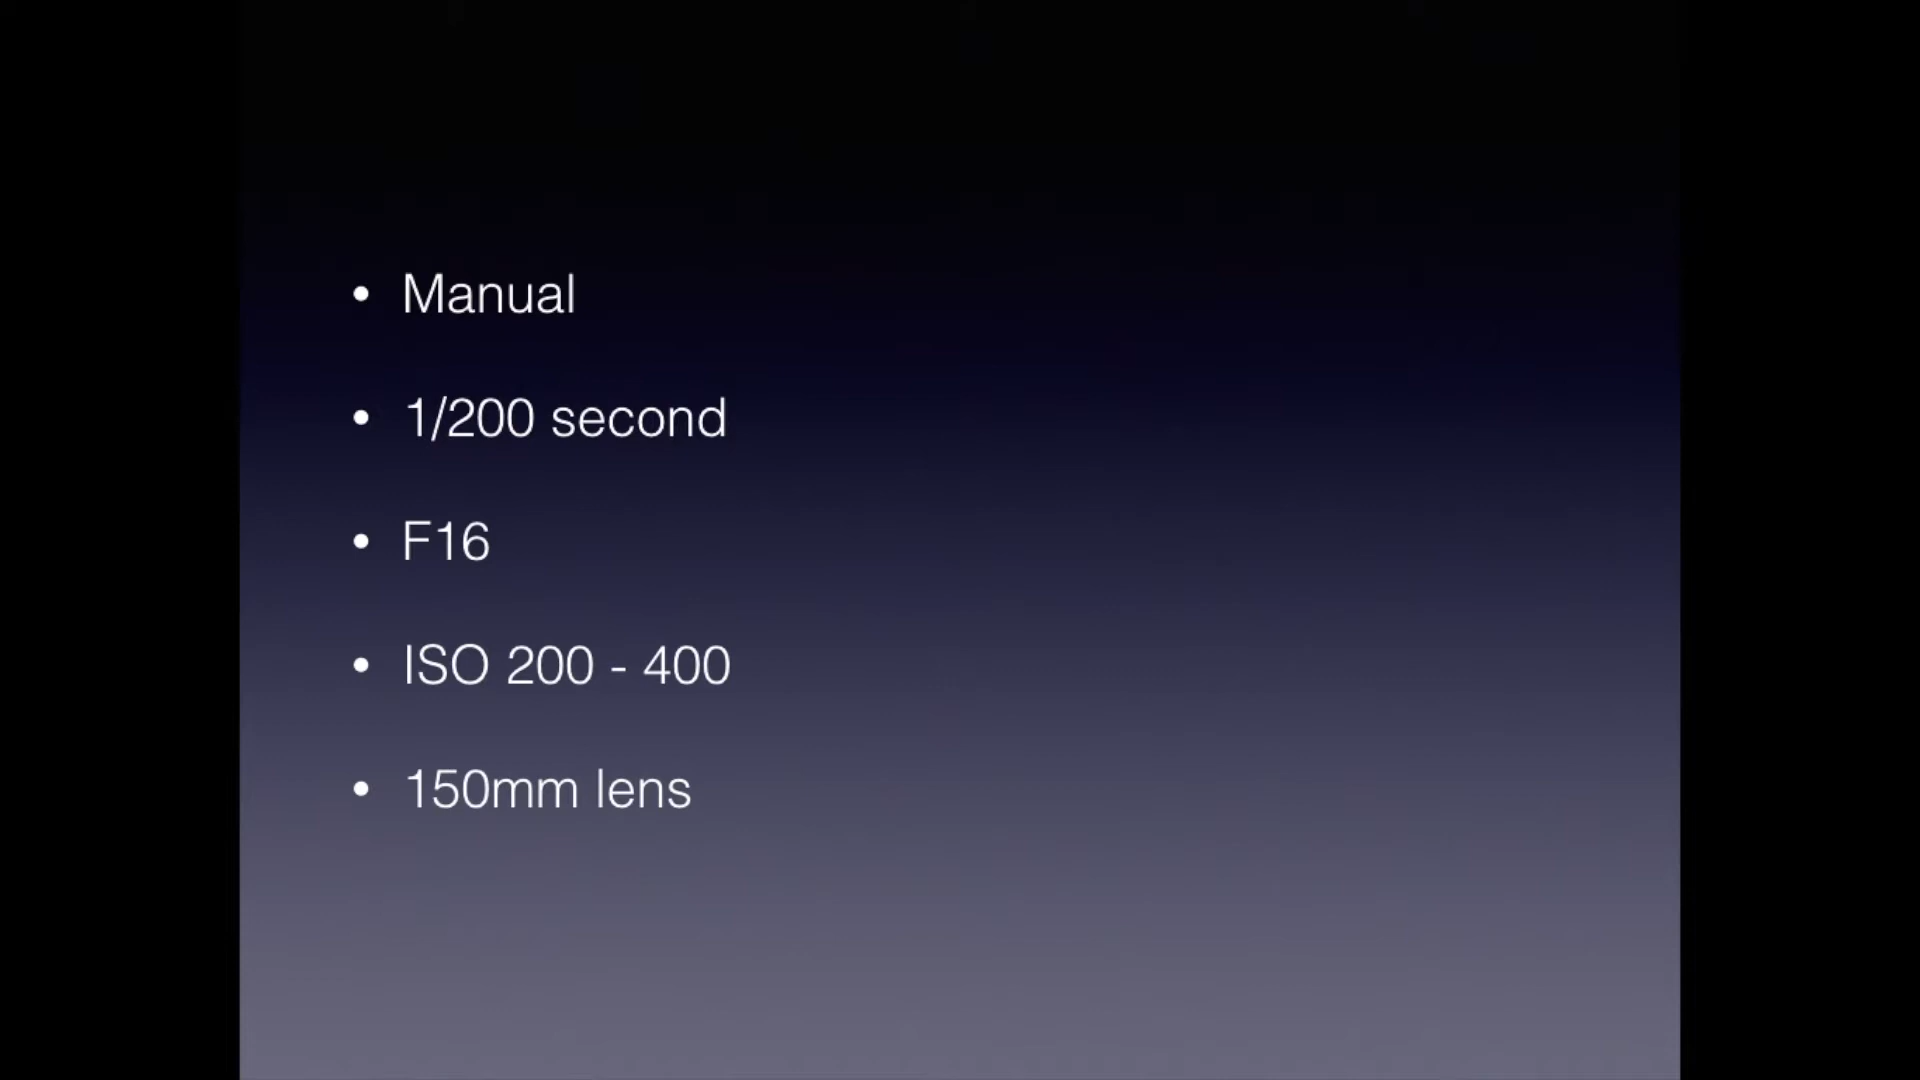 • Manual
• 1/200 second
• F16
• ISO 200 - 400
• 150mm lens